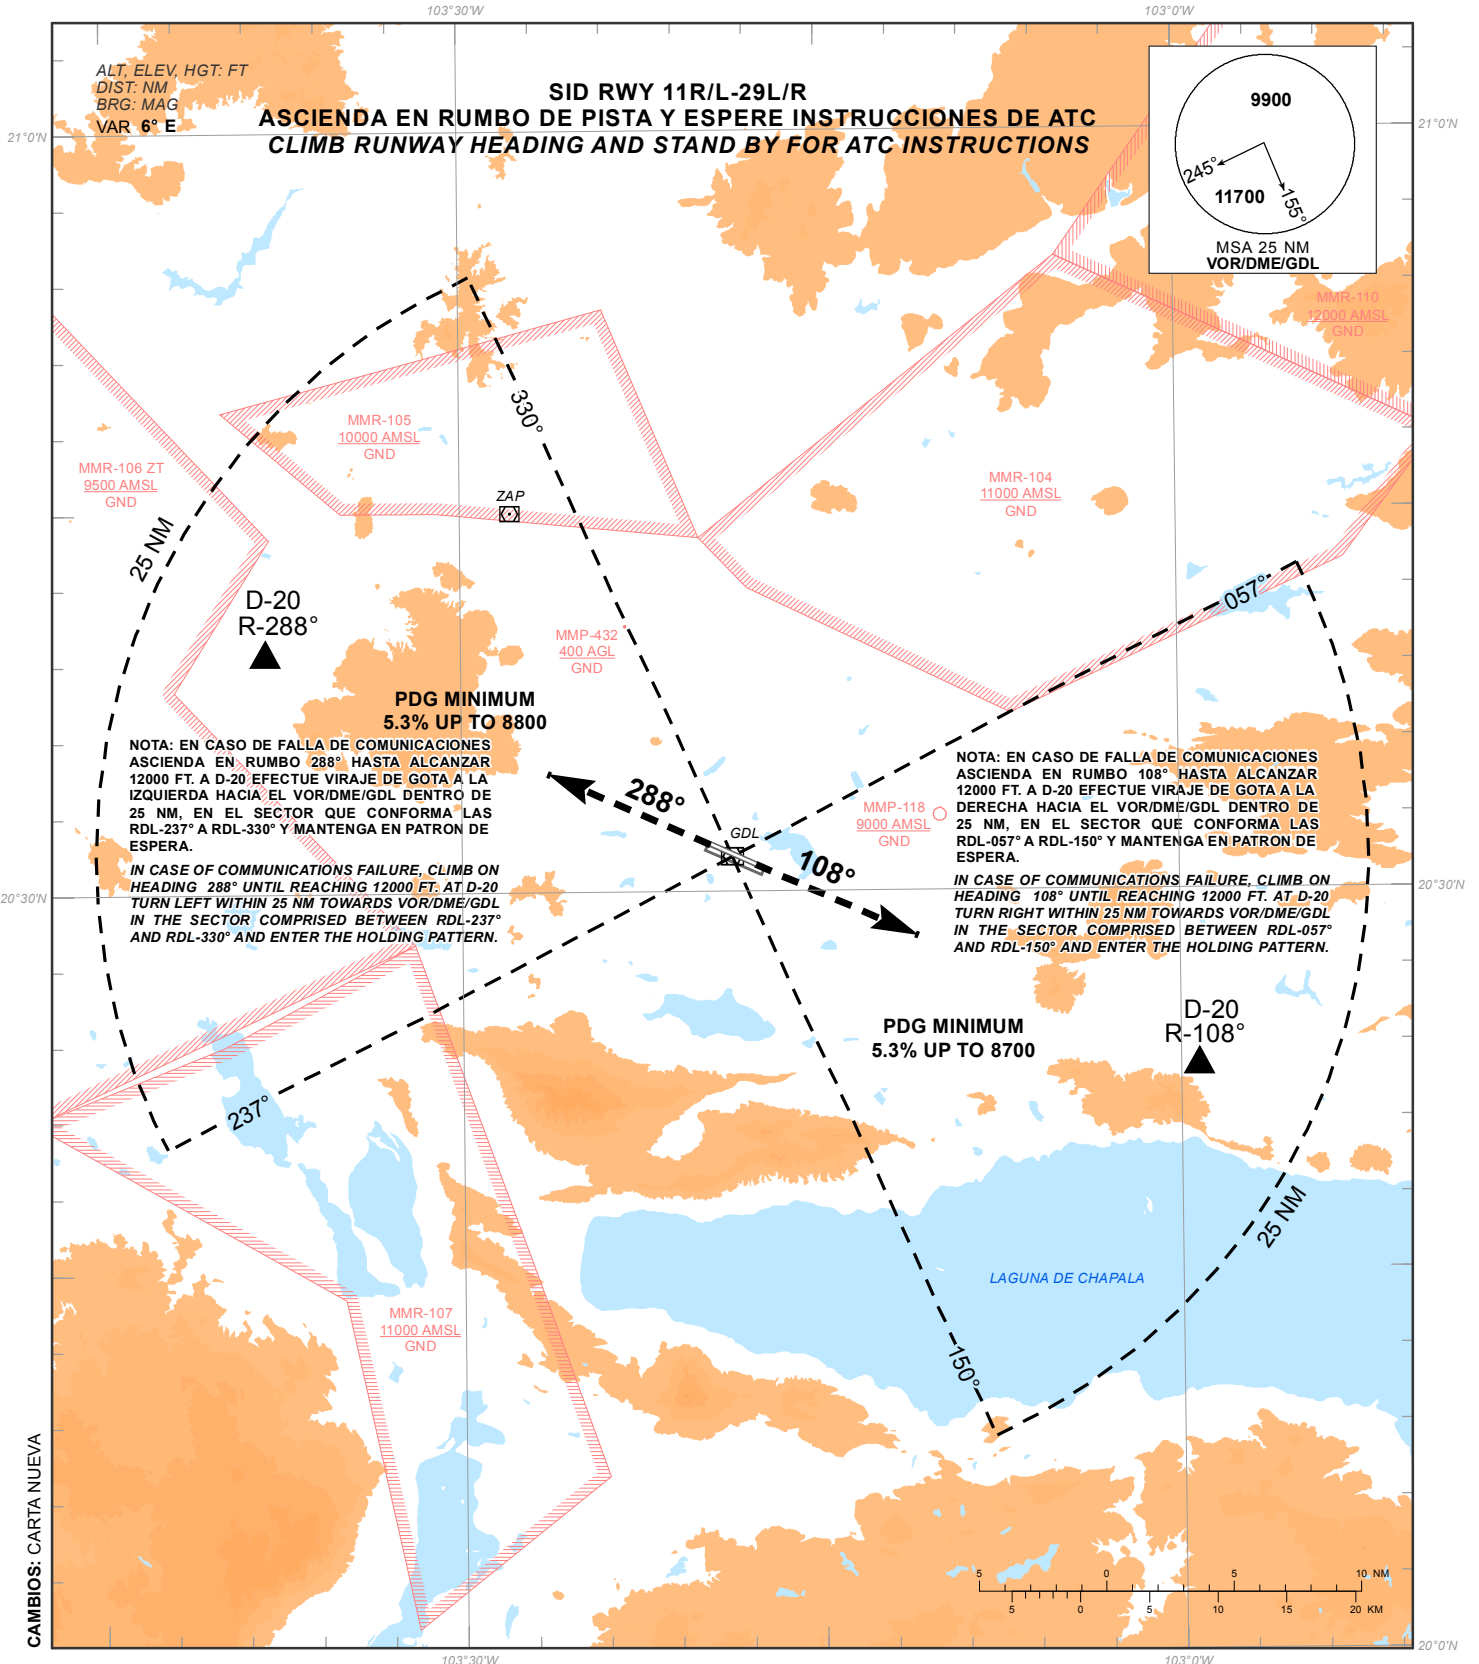 103°30'W
103°0'W
ALT, ELEV, HGT: FT
DIST: NM
BRG: MAG
VAR 6° E
SID RWY 11R/L-29L/R
ASCIENDA EN RUMBO DE PISTA Y ESPERE INSTRUCCIONES DE ATC
CLIMB RUNWAY HEADING AND STAND BY FOR ATC INSTRUCTIONS
21°0'N
21°0'N
9900
245°
11700
155°
MSA 25 NM
VOR/DME/GDL
MMR-110
12000 AMSL
GND
330°
MMR-105
10000 AMSL
GND
MMR-106 ZT
9500 AMSL
GND
MMR-104
11000 AMSL
GND
ZAP
25 NM
D-20
R-288°
057°
MMP-432
400 AGL
GND
PDG MINIMUM
5.3% UP TO 8800
NOTA: EN CASO DE FALLA DE COMUNICACIONES
ASCIENDA EN RUMBO 288° HASTA ALCANZAR
12000 FT. A D-20 EFECTUE VIRAJE DE GOTA A LA
IZQUIERDA HACIA EL VOR/DME/GDL DENTRO DE
25 NM, EN EL SECTOR QUE CONFORMA LAS
RDL-237° A RDL-330° Y MANTENGA EN PATRON DE
ESPERA.
IN CASE OF COMMUNICATIONS FAILURE, CLIMB ON
HEADING 288° UNTIL REACHING 12000 FT. AT D-20
TURN LEFT WITHIN 25 NM TOWARDS VOR/DME/GDL
IN THE SECTOR COMPRISED BETWEEN RDL-237°
AND RDL-330° AND ENTER THE HOLDING PATTERN.
288°
GDL
108°
MMP-118
9000 AMSL
GND
NOTA: EN CASO DE FALLA DE COMUNICACIONES
ASCIENDA EN RUMBO 108° HASTA ALCANZAR
12000 FT. A D-20 EFECTUE VIRAJE DE GOTA A LA
DERECHA HACIA EL VOR/DME/GDL DENTRO DE
25 NM, EN EL SECTOR QUE CONFORMA LAS
RDL-057° A RDL-150° Y MANTENGA EN PATRON DE
ESPERA.
IN CASE OF COMMUNICATIONS FAILURE, CLIMB ON
HEADING 108° UNTIL REACHING 12000 FT. AT D-20
TURN RIGHT WITHIN 25 NM TOWARDS VOR/DME/GDL
IN THE SECTOR COMPRISED BETWEEN RDL-057°
AND RDL-150° AND ENTER THE HOLDING PATTERN.
20°30'N
20°30'N
D-20
R-108°
PDG MINIMUM
5.3% UP TO 8700
237°
25 NM
LAGUNA DE CHAPALA
MMR-107
11000 AMSL
GND
150°
CAMBIOS: CARTA NUEVA
5 0 5 10 NM
5 0 5 10 15 20 KM
20°0'N
103°30'W
103°0'W